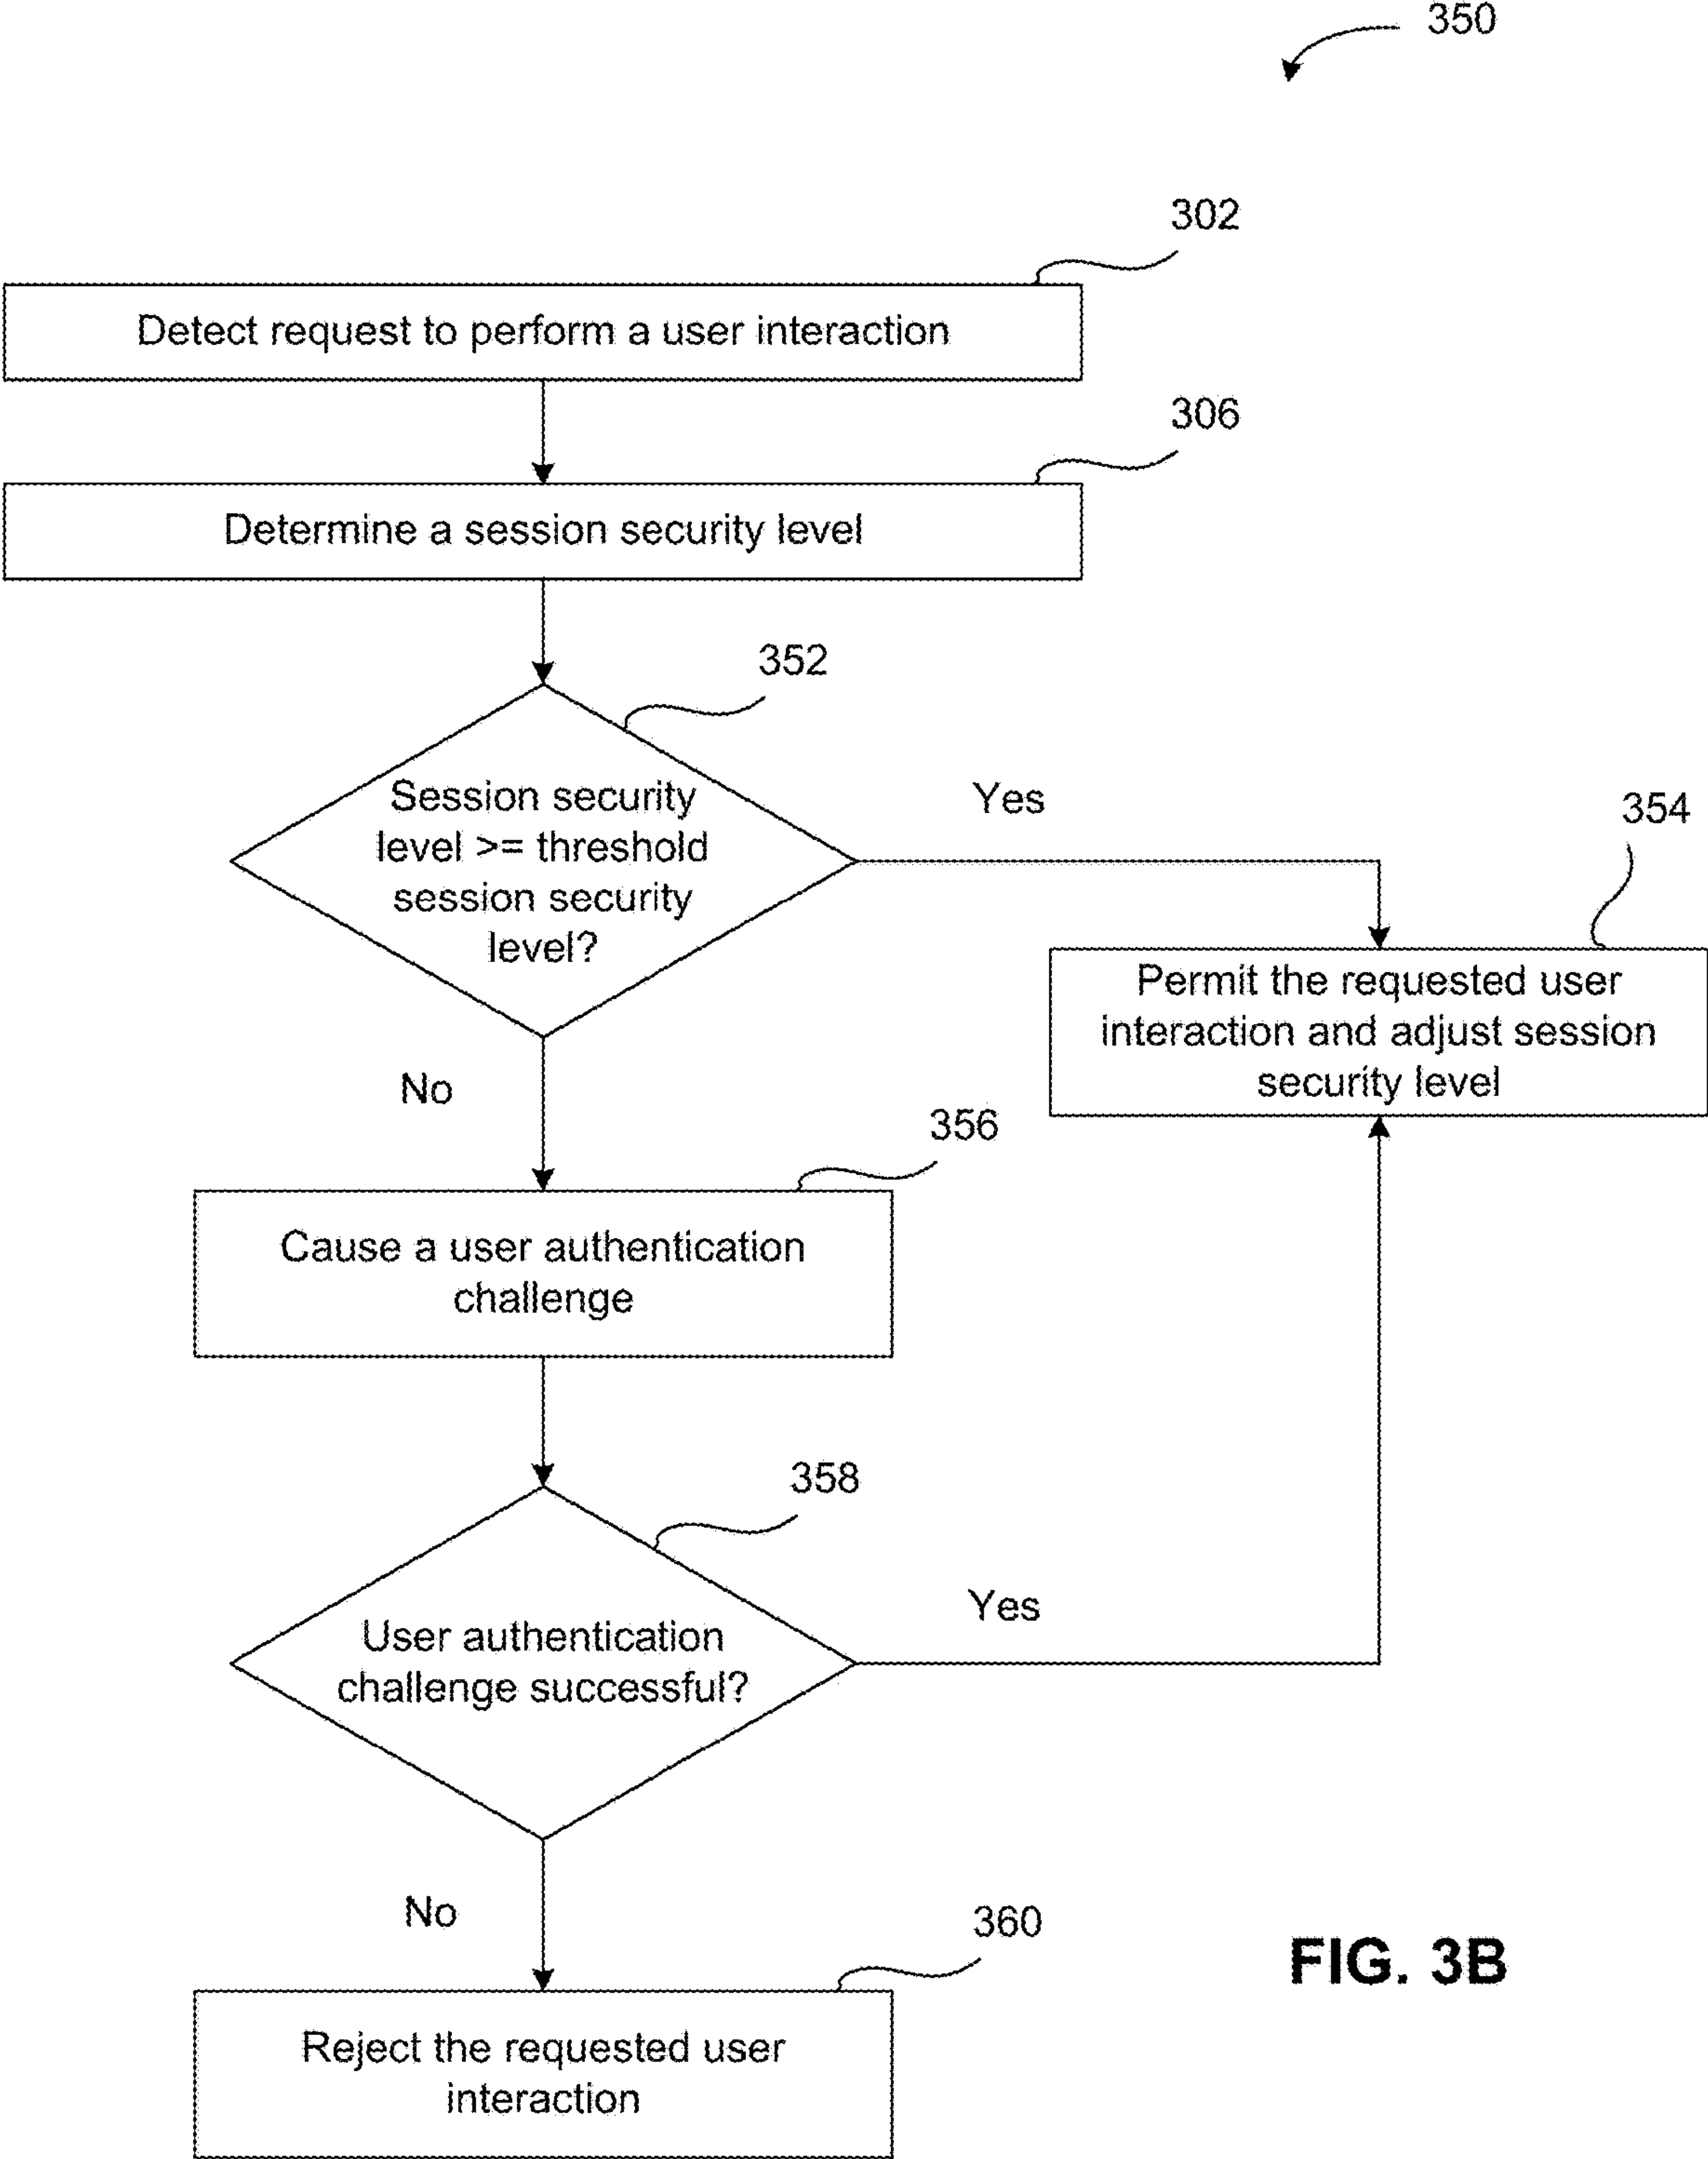 350
302
Detect request to perform a user interaction
306
Determine a session security level
352
Session security
level >= threshold
session security
level?
Yes
354
Permit the requested user
interaction and adjust session
security level
No
356
Cause a user authentication
challenge
358
User authentication
challenge successful?
Yes
No
360
Reject the requested user
interaction
FIG. 3B